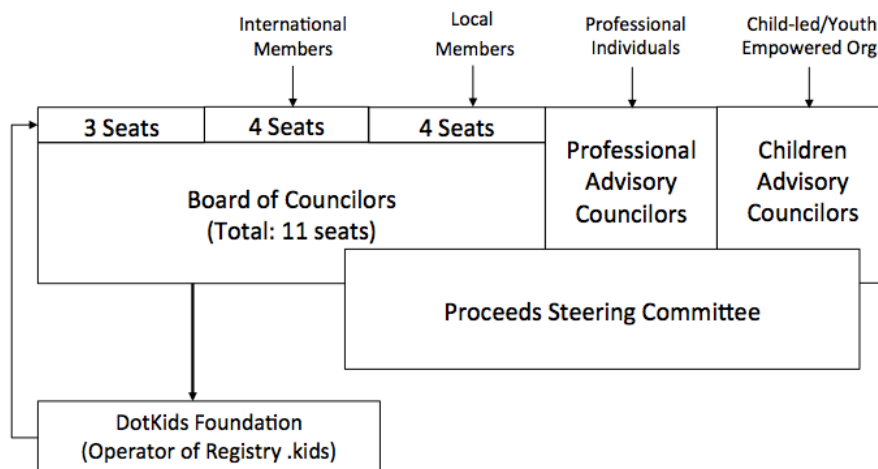 International
Members
Local
Members
Professional
Individuals
Child-led/Youth
Empowered Org
3 Seats
4 Seats
4 Seats
Professional
Advisory
Councilors
Children
Advisory
Councilors
Board of Councilors
(Total: 11 seats)
Proceeds Steering Committee
DotKids Foundation
(Operator of Registry .kids)